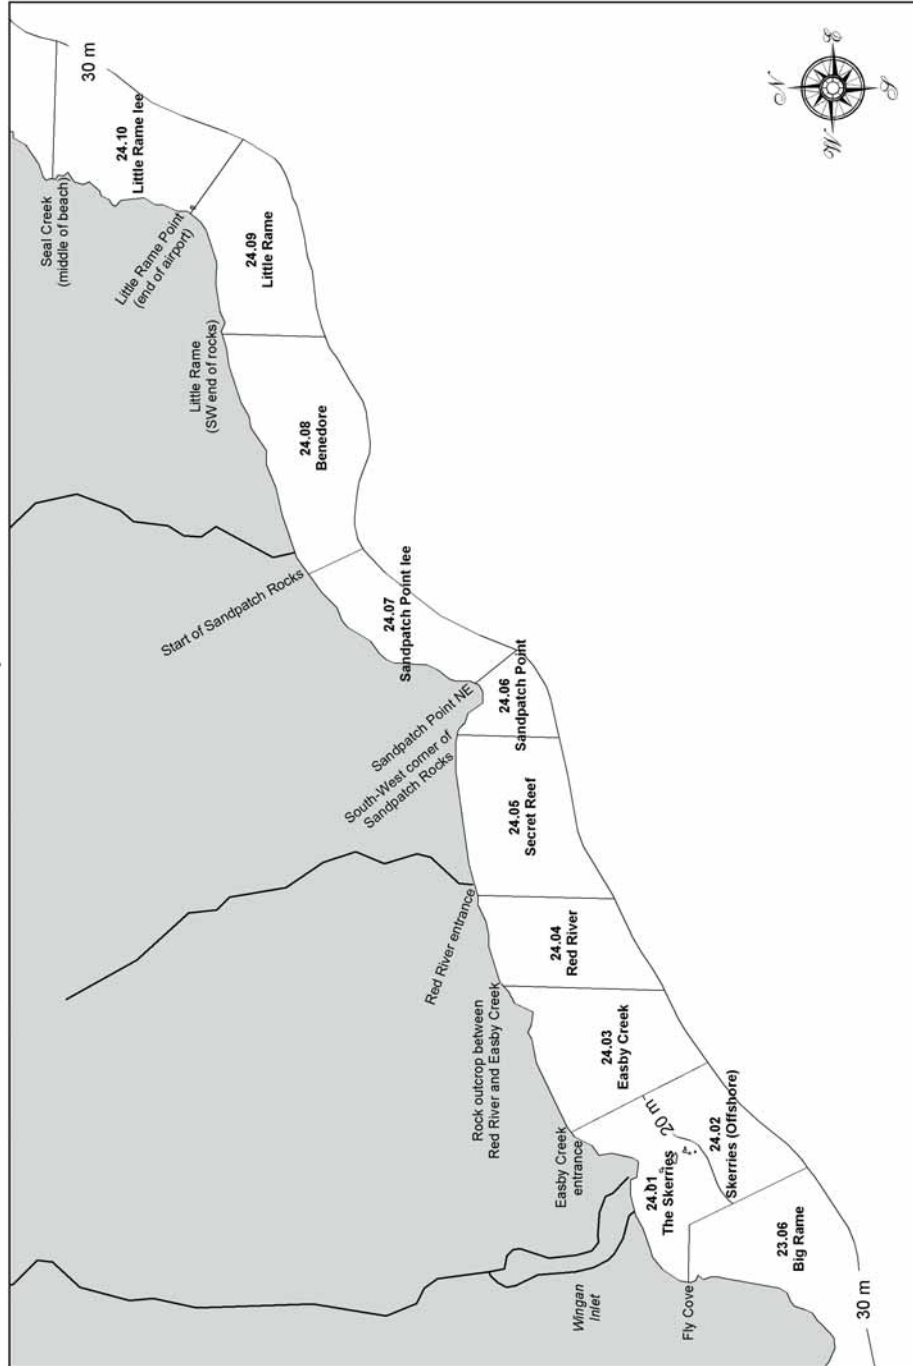 Seal Creek
(middle of beach)
30 m
24.10
Little Rame lee
Little Rame Point
(end of airport)
24.09
Little Rame
Little Rame
(SW end of rocks)
24.08
Benedore
Start of Sandpatch Rocks
24.07
Sandpatch Point lee
Sandpatch Point NE
24.06
Sandpatch Point
South-West corner of
Sandpatch Rocks
24.05
Secret Reef
Red River entrance
24.04
Red River
Rock outcrop between
Red River and Easby Creek
24.03
Easby Creek
Easby Creek
entrance
20 m
24.02
Skerries (Offshore)
24.01
The Skerries
Wingan
Inlet
Fly Cove
23.06
Big Rame
30 m
N
E
S
W